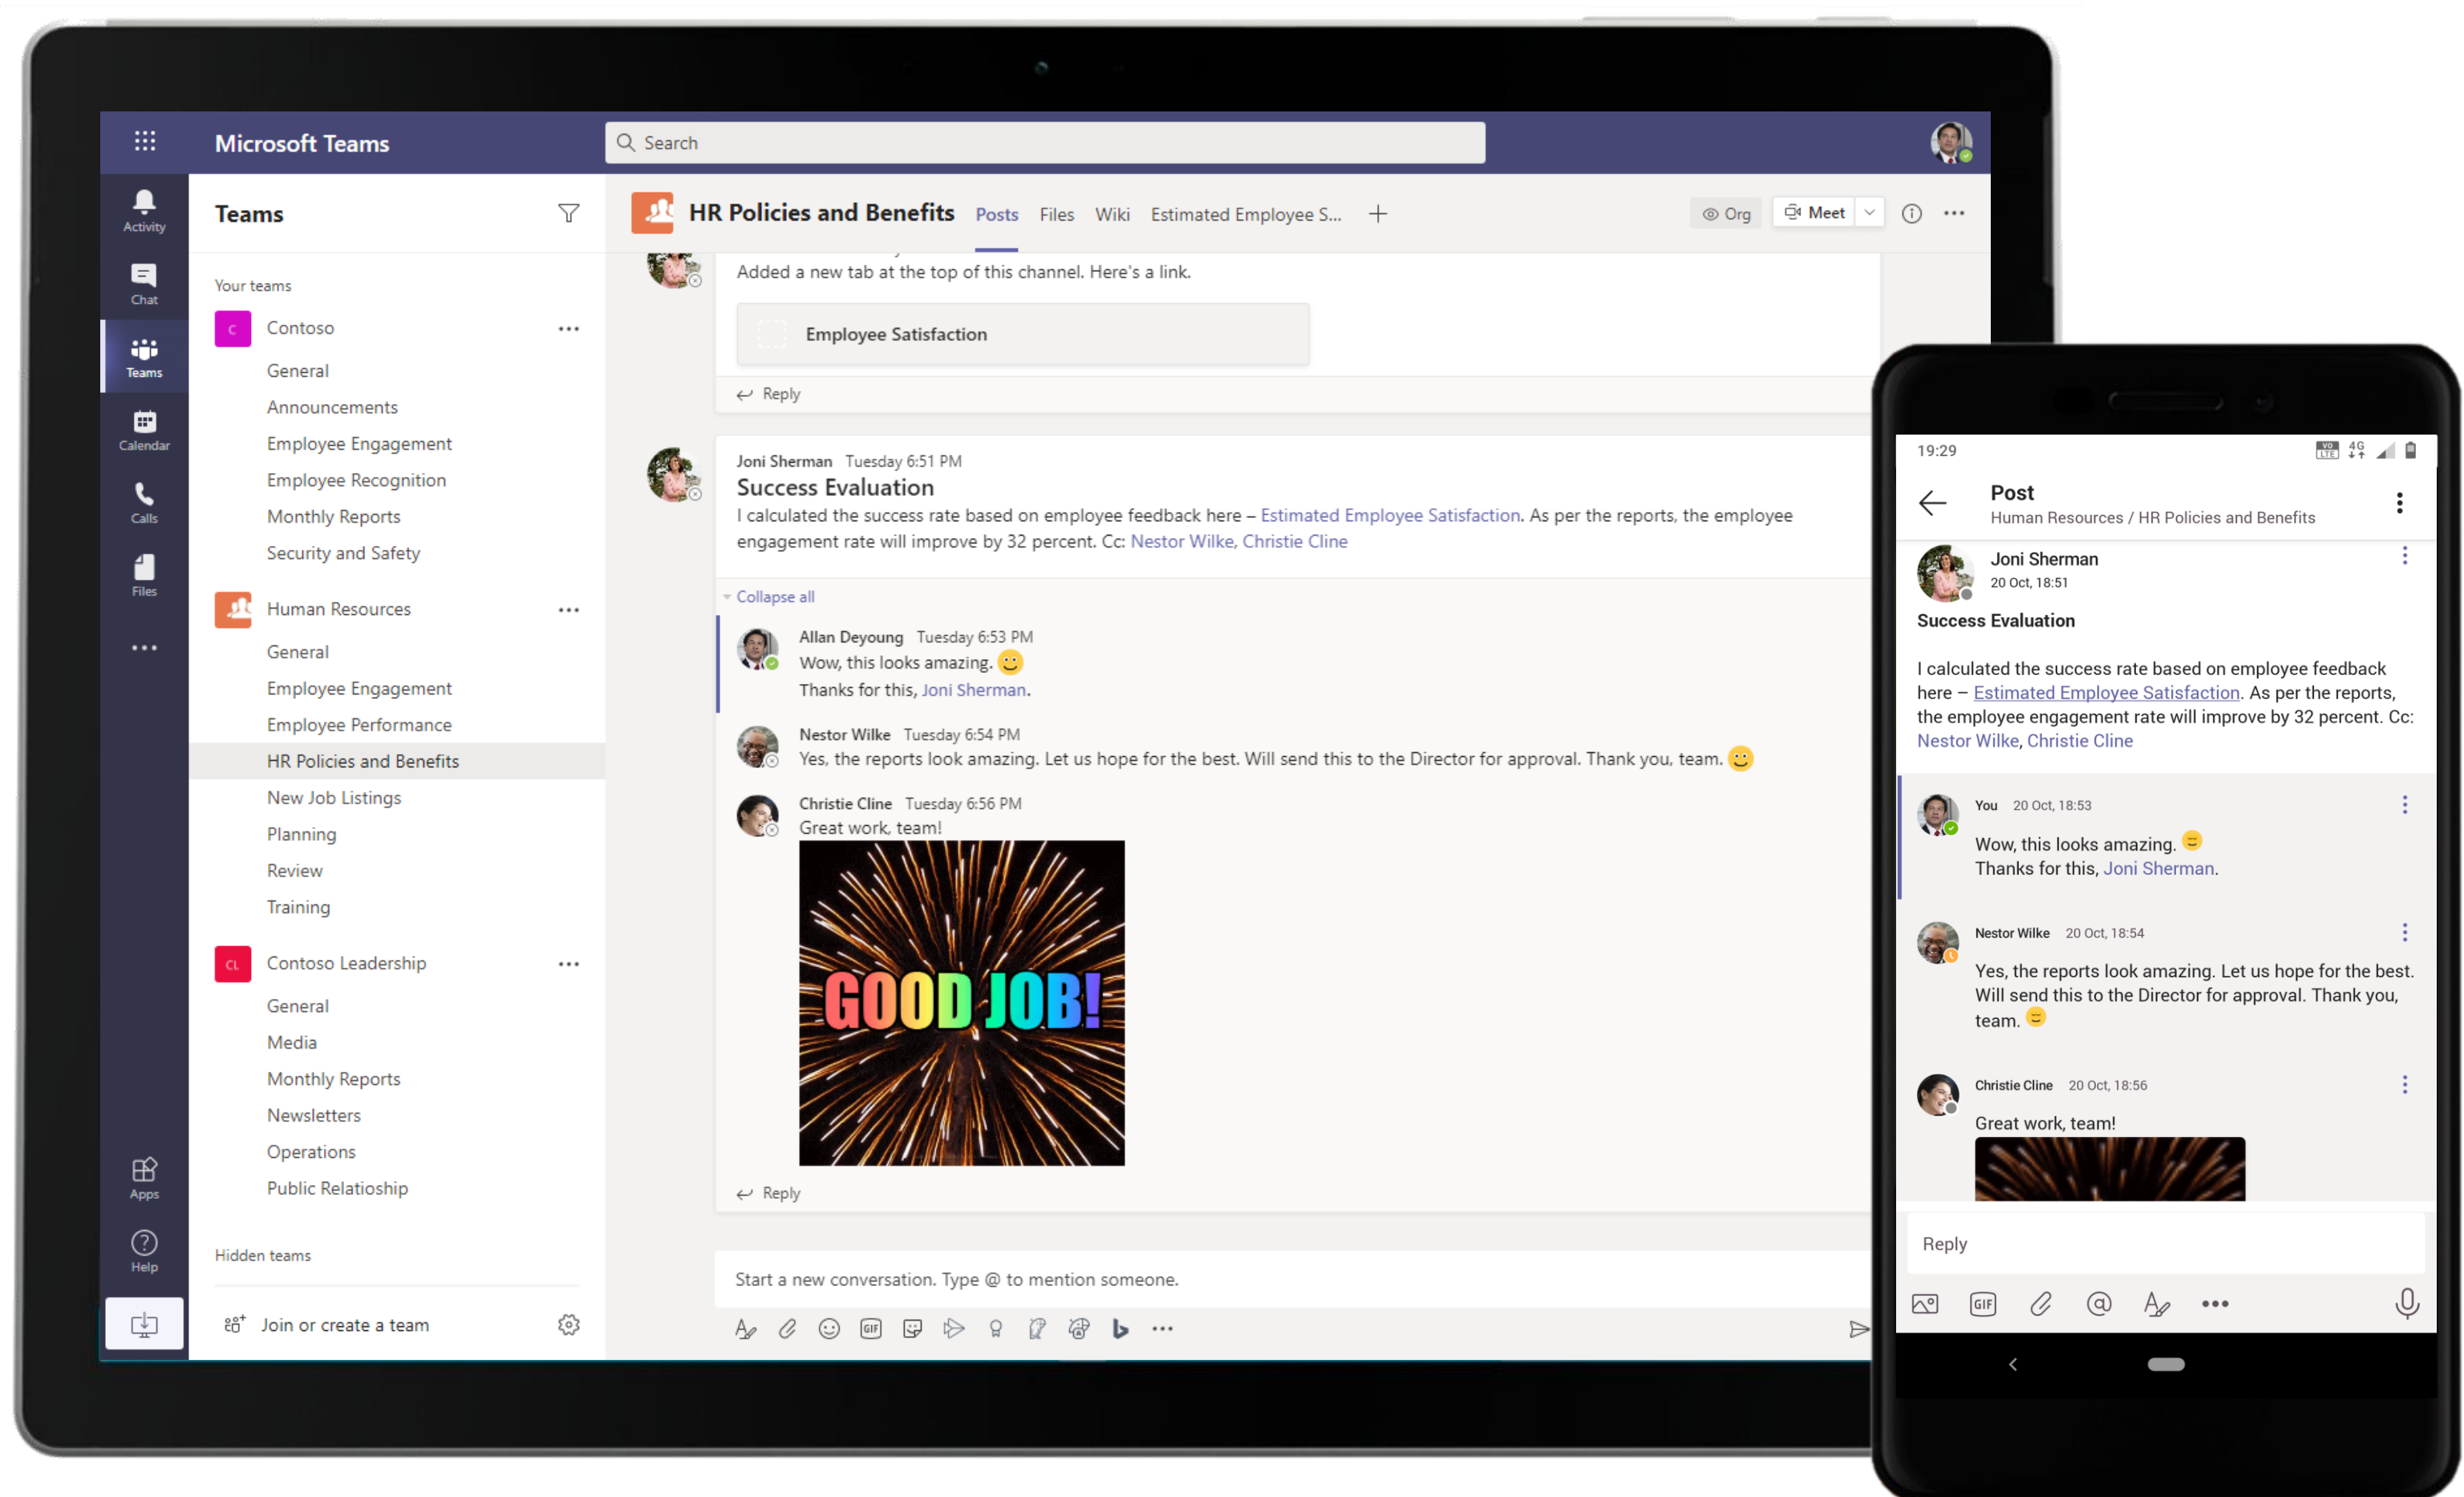 Microsoft Teams
Search
Activity
Chat
Teams
Calendar
Calls
Files
Apps
Help
Teams
Your teams
C
Contoso
General
Announcements
Employee Engagement
Employee Recognition
Monthly Reports
Security and Safety
Human Resources
General
Employee Engagement
Employee Performance
HR Policies and Benefits
New Job Listings
Planning
Review
Training
CL
Contoso Leadership
General
Media
Monthly Reports
Newsletters
Operations
Public Relatioship
Hidden teams
Join or create a team
HR Policies and Benefits Posts Files Wiki Estimated Employee S... +
Org Meet
Added a new tab at the top of this channel. Here's a link.
Employee Satisfaction
Reply
Joni Sherman Tuesday 6:51 PM
Success Evaluation
I calculated the success rate based on employee feedback here – Estimated Employee Satisfaction. As per the reports, the employee
engagement rate will improve by 32 percent. Cc: Nestor Wilke, Christie Cline
Collapse all
Allan Deyoung Tuesday 6:53 PM
Wow, this looks amazing. 🙂
Thanks for this, Joni Sherman.
Nestor Wilke Tuesday 6:54 PM
Yes, the reports look amazing. Let us hope for the best. Will send this to the Director for approval. Thank you, team. 🙂
Christie Cline Tuesday 6:56 PM
Great work, team!
GOOD JOB!
Reply
Start a new conversation. Type @ to mention someone.
GIF
19:29 VO LTE 4G
Post
Human Resources / HR Policies and Benefits
Joni Sherman
20 Oct, 18:51
Success Evaluation
I calculated the success rate based on employee feedback
here – Estimated Employee Satisfaction. As per the reports,
the employee engagement rate will improve by 32 percent. Cc:
Nestor Wilke, Christie Cline
You 20 Oct, 18:53
Wow, this looks amazing.
Thanks for this, Joni Sherman.
Nestor Wilke 20 Oct, 18:54
Yes, the reports look amazing. Let us hope for the best.
Will send this to the Director for approval. Thank you,
team.
Christie Cline 20 Oct, 18:56
Great work, team!
Reply
GIF @